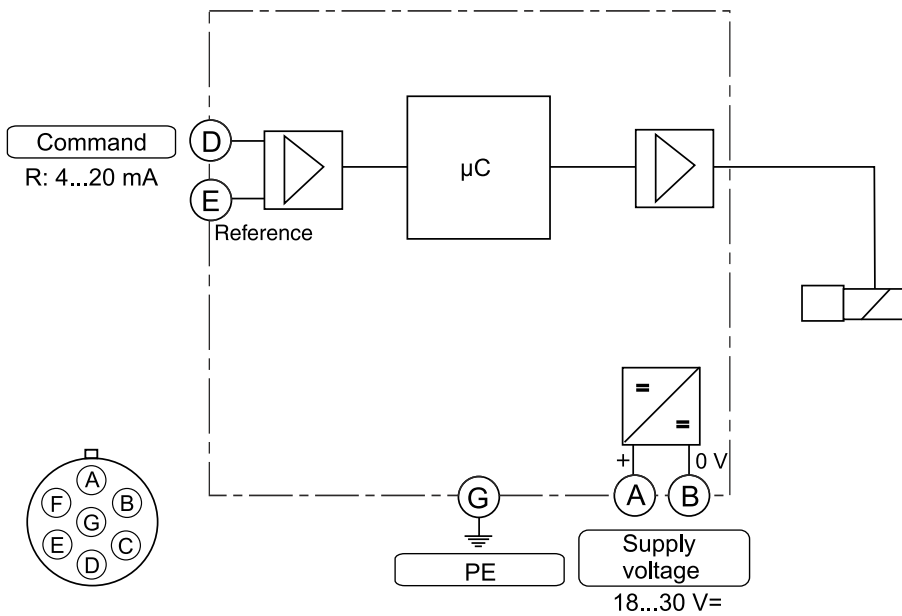 D
Command
R: 4...20 mA
E
Reference
µC
+
0 V
A
B
G
PE
Supply
voltage
18...30 V=
A
F
B
G
E
C
D